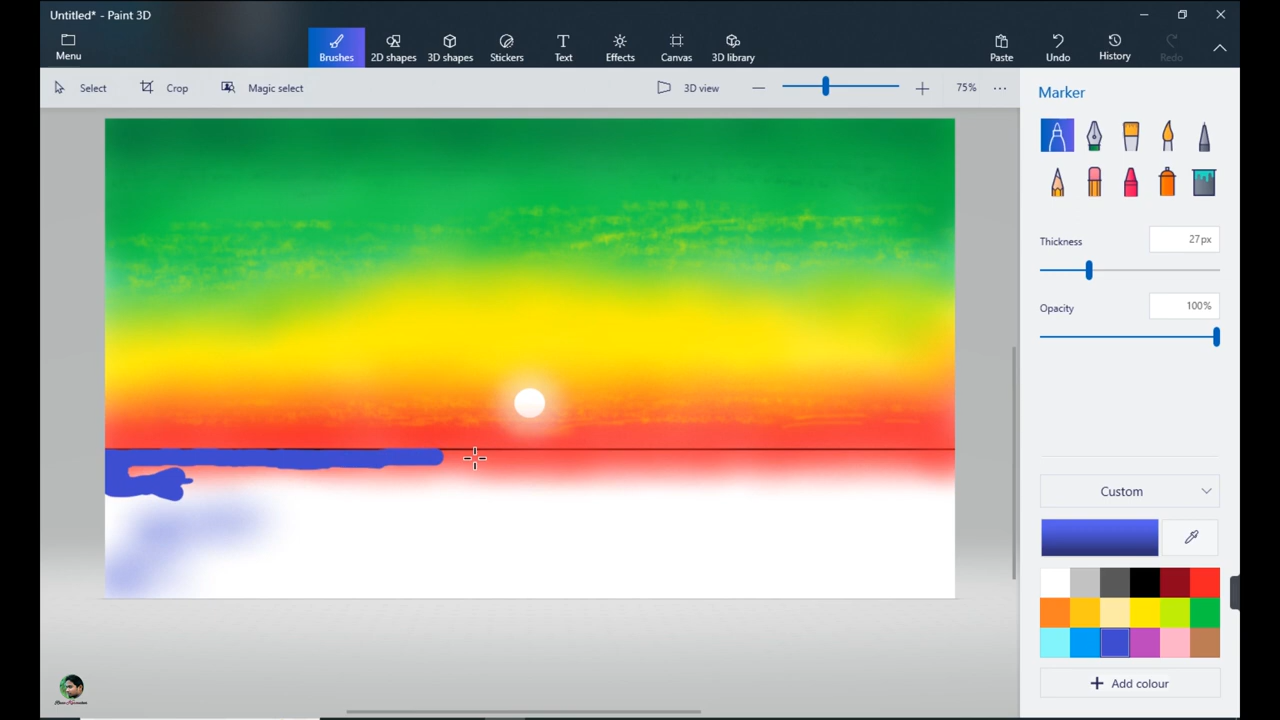 Untitled* - Paint 3D
Menu
Brushes
2D shapes
3D shapes
Stickers
Text
Effects
Canvas
3D library
Paste
Undo
History
Redo
Select
Crop
Magic select
3D view
75%
Marker
Thickness
27px
Opacity
100%
Custom
Add colour